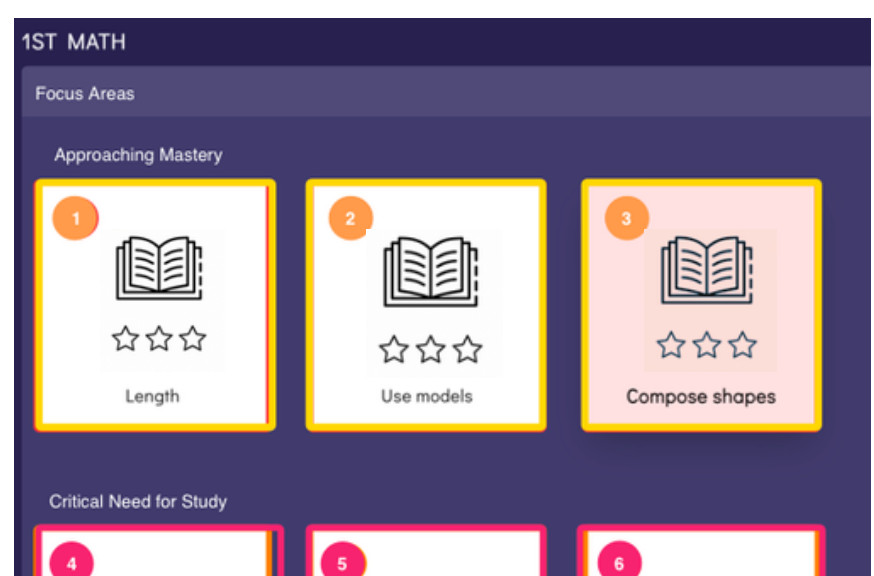 1ST MATH
Focus Areas
Approaching Mastery
1 2 3
Length Use models Compose shapes
Critical Need for Study
4 5 6